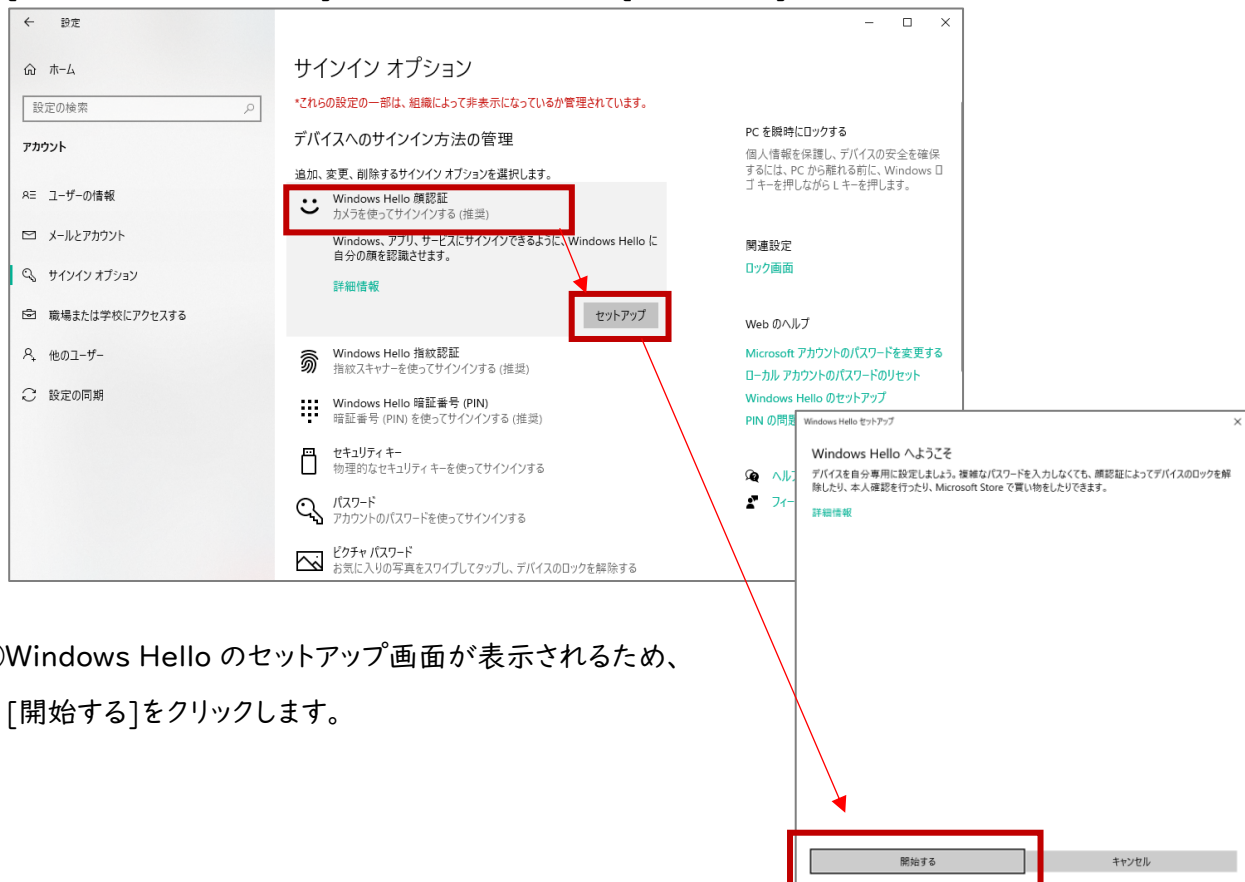 設定
ホーム
設定の検索
アカウント
ユーザーの情報
メールとアカウント
サインイン オプション
職場または学校にアクセスする
他のユーザー
設定の同期
サインイン オプション
*これらの設定の一部は、組織によって非表示になっているか管理されています。
デバイスへのサインイン方法の管理
追加、変更、削除するサインイン オプションを選択します。
Windows Hello 顔認証
カメラを使ってサインインする (推奨)
Windows、アプリ、サービスにサインインできるように、Windows Hello に
自分の顔を認識させます。
詳細情報
セットアップ
Windows Hello 指紋認証
指紋スキャナーを使ってサインインする (推奨)
Windows Hello 暗証番号 (PIN)
暗証番号 (PIN) を使ってサインインする (推奨)
セキュリティ キー
物理的なセキュリティ キーを使ってサインインする
パスワード
アカウントのパスワードを使ってサインインする
ピクチャ パスワード
お気に入りの写真をスワイプしてタップし、デバイスのロックを解除する
PC を瞬時にロックする
個人情報を保護し、デバイスの安全を確保
するには、PC から離れる前に、Windows ロ
ゴ キーを押しながら L キーを押します。
関連設定
ロック画面
Web のヘルプ
Microsoft アカウントのパスワードを変更する
ローカル アカウントのパスワードのリセット
Windows Hello のセットアップ
PIN の問題
ヘル
フィー
Windows Hello セットアップ
Windows Hello へようこそ
デバイスを自分専用に設定しましょう。複雑なパスワードを入力しなくても、顔認証によってデバイスのロックを解
除したり、本人確認を行ったり、Microsoft Store で買い物をしたりできます。
詳細情報
開始する
キャンセル
Windows Hello のセットアップ画面が表示されるため、
[開始する]をクリックします。